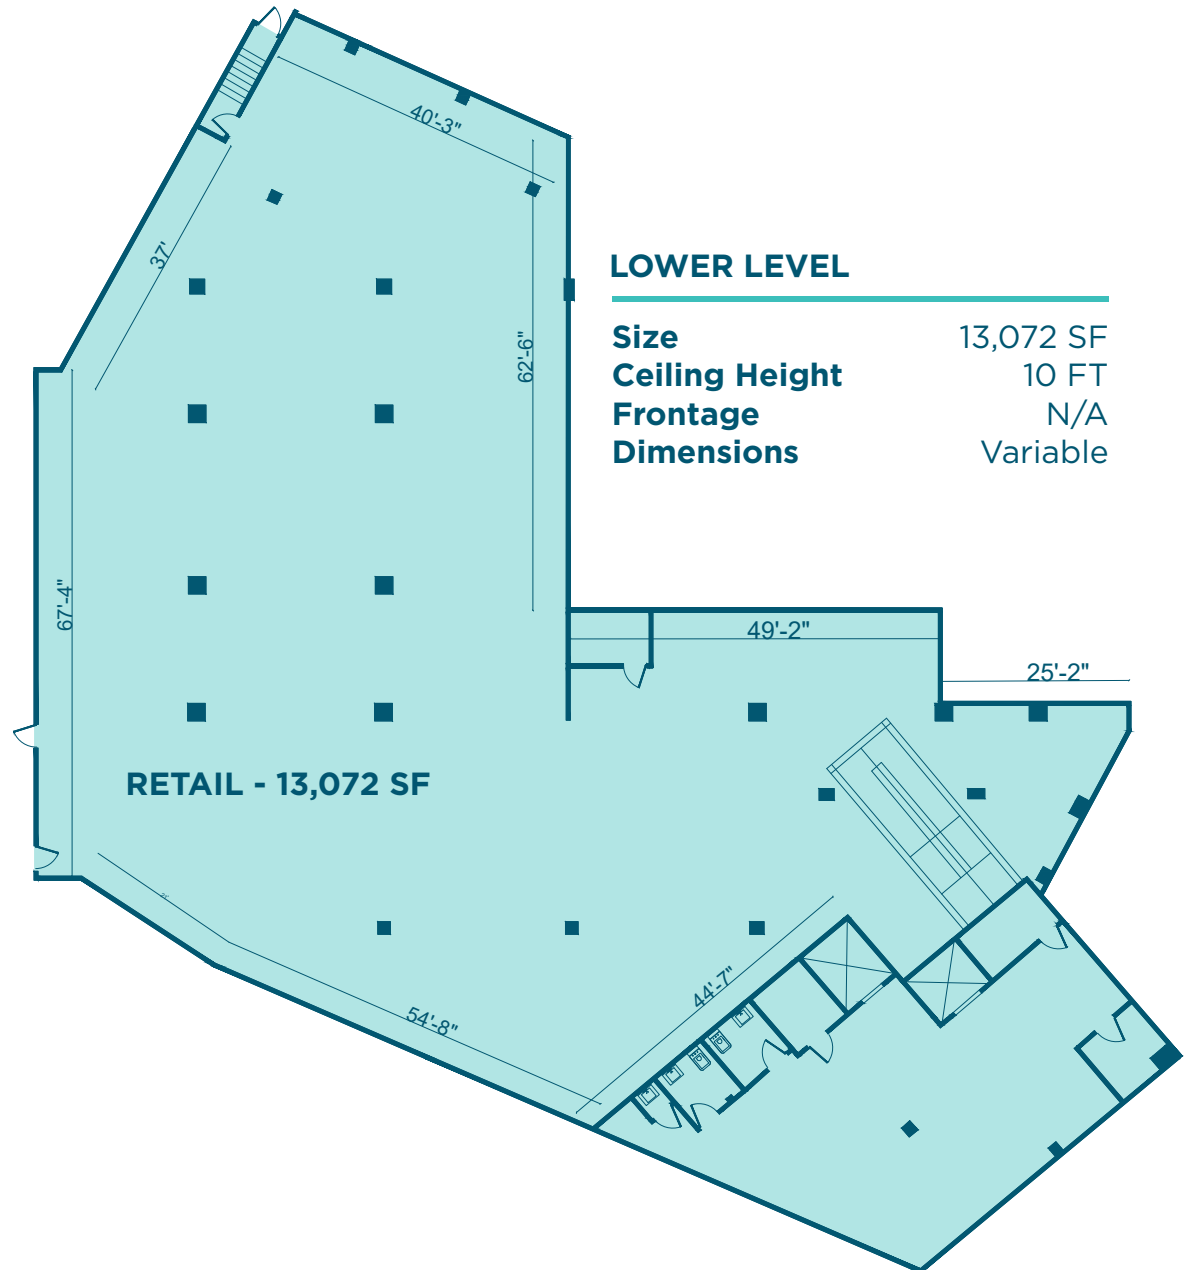 40'-3"
37'
62'-6"
LOWER LEVEL
Size 13,072 SF
Ceiling Height 10 FT
Frontage N/A
Dimensions Variable
67'-4"
49'-2"
25'-2"
RETAIL - 13,072 SF
44'-7"
54'-8"